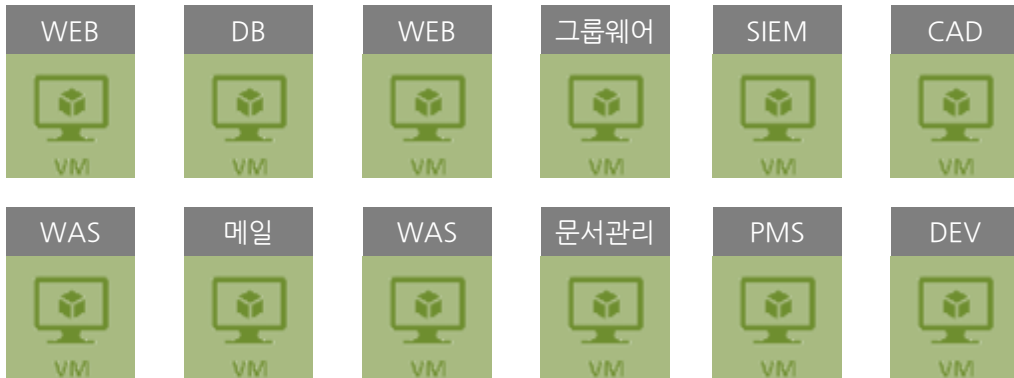 WEB DB WEB 그룹웨어 SIEM CAD
VM VM VM VM VM VM
WAS 메일 WAS 문서관리 PMS DEV
VM VM VM VM VM VM